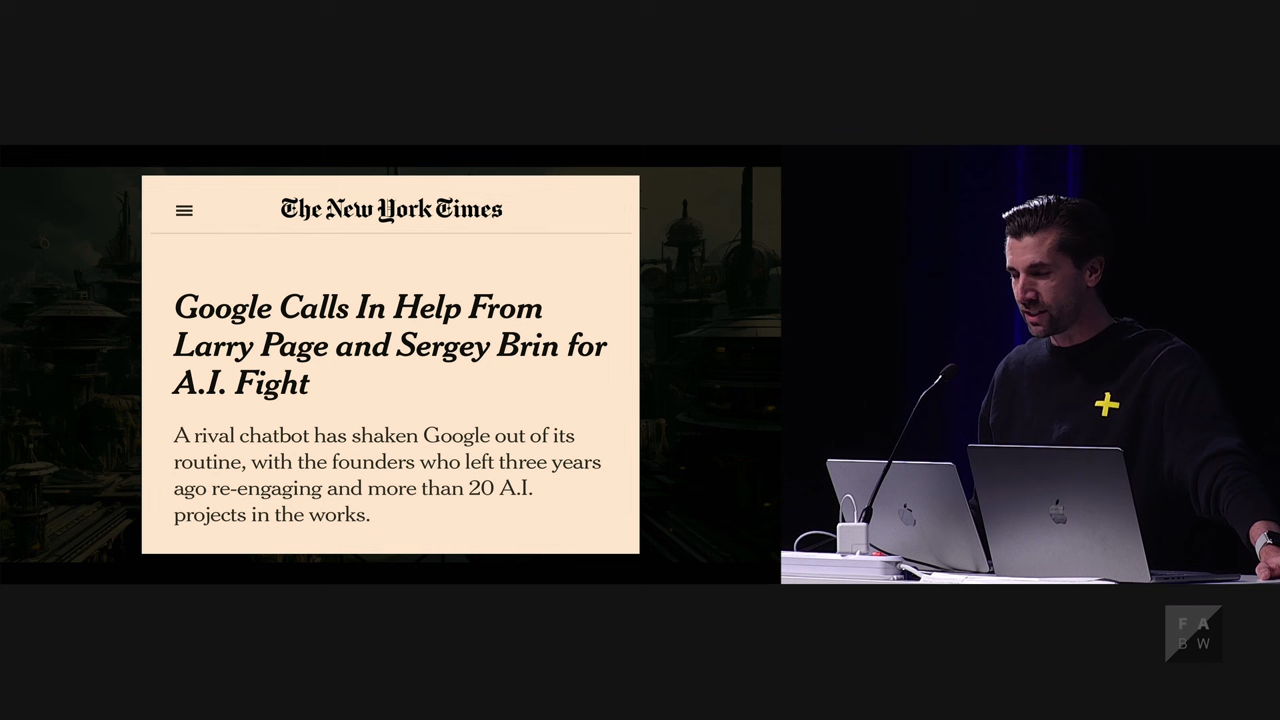 The New York Times
Google Calls In Help From
Larry Page and Sergey Brin for
A.I. Fight
A rival chatbot has shaken Google out of its
routine, with the founders who left three years
ago re-engaging and more than 20 A.I.
projects in the works.
F A
B W